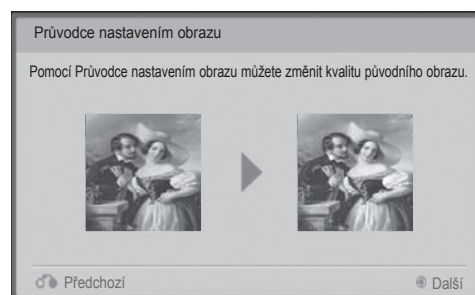 Průvodce nastavením obrazu
Pomocí Průvodce nastavením obrazu můžete změnit kvalitu původního obrazu.
Předchozí
Další